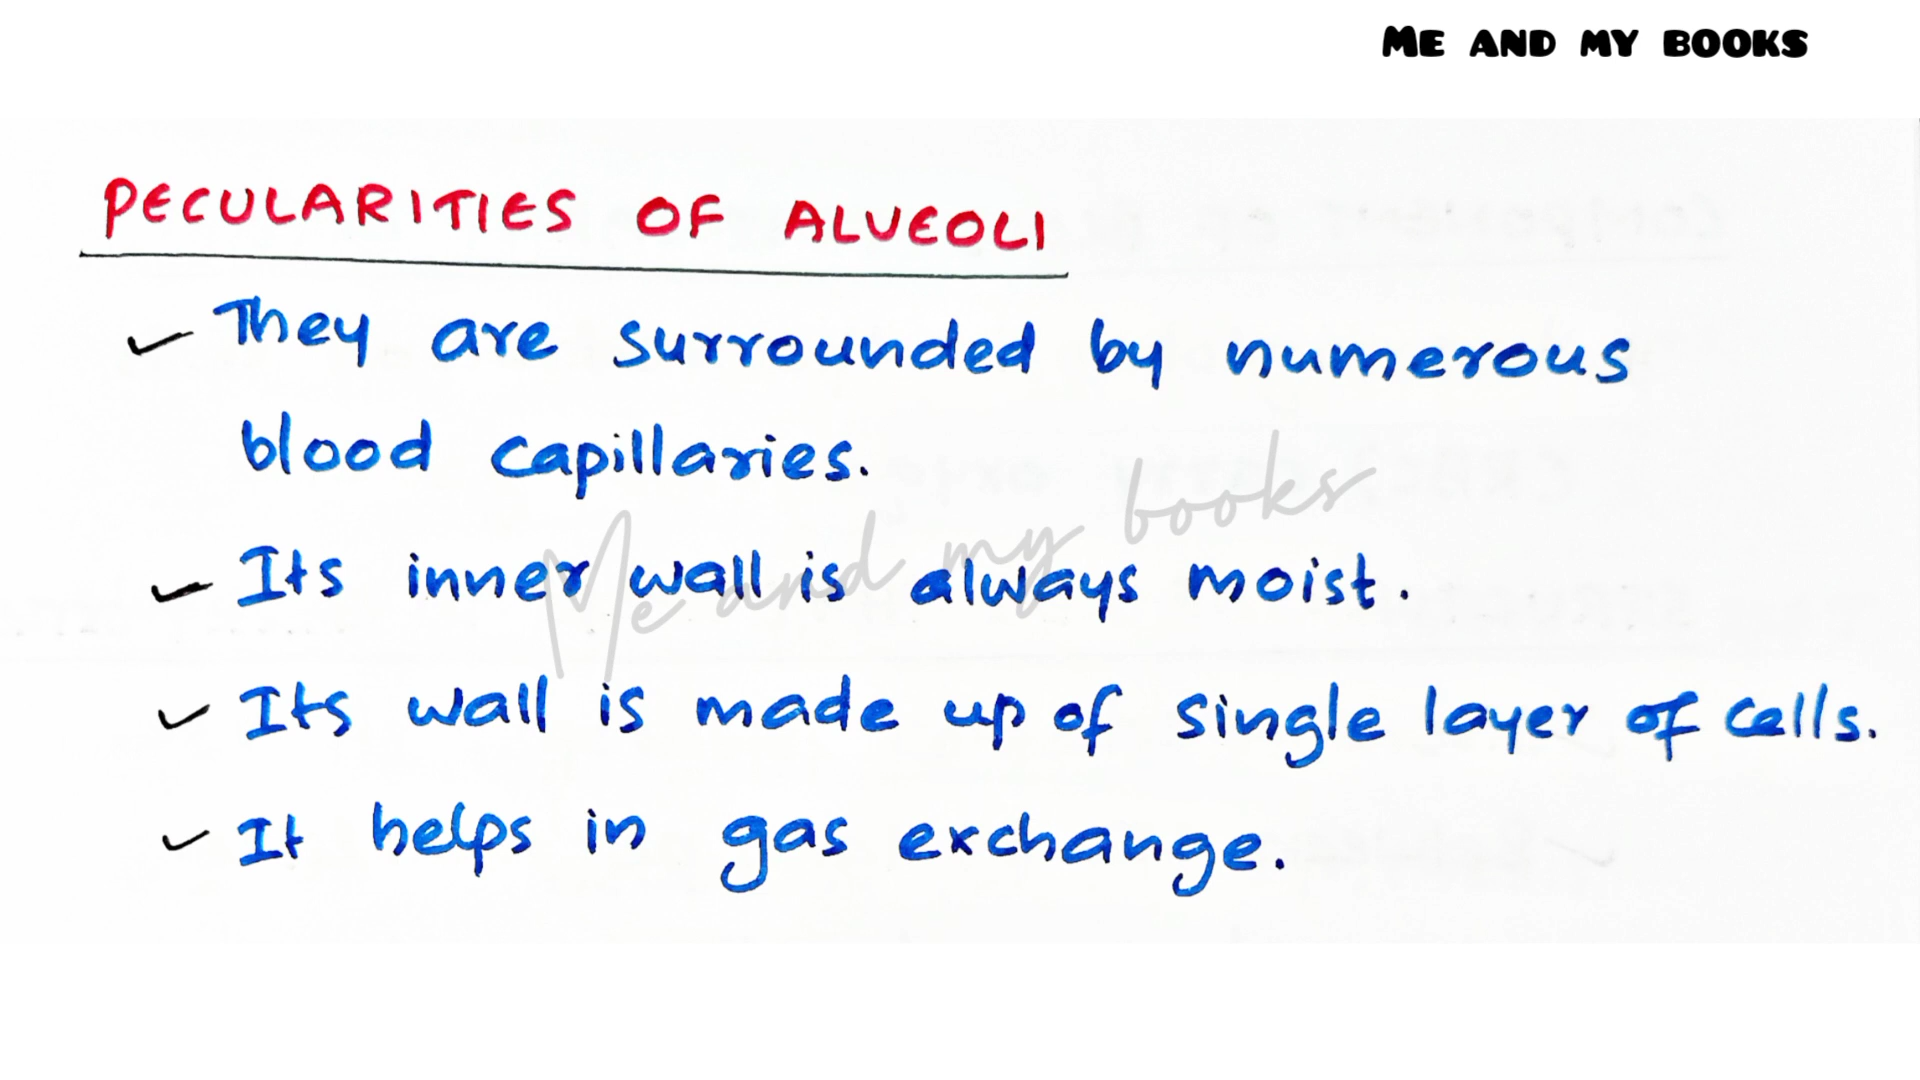 ME AND MY BOOKS
PECULARITIES OF ALVEOLI
They are surrounded by numerous
blood capillaries.
Its inner wall is always moist.
Me and my books
Its wall is made up of single layer of cells.
It helps in gas exchange.